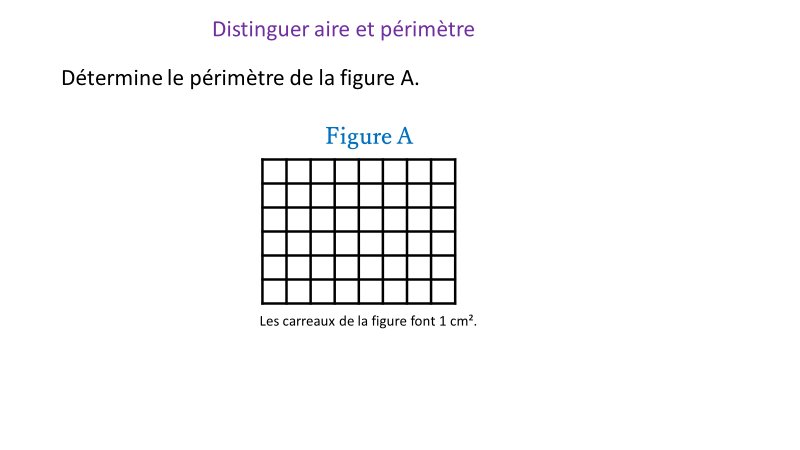 Distinguer aire et périmètre
Détermine le périmètre de la figure A.
Figure A
Les carreaux de la figure font 1 cm².